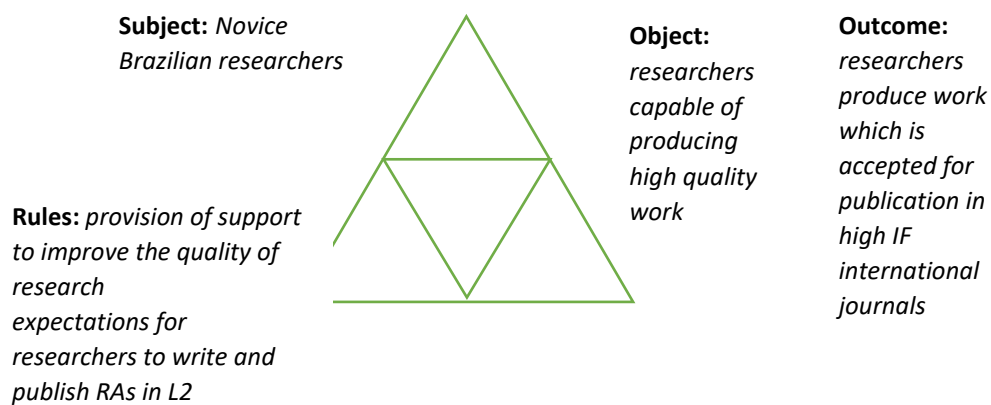 Subject: Novice
Brazilian researchers
Object:
researchers
capable of
producing
high quality
work
Outcome:
researchers
produce work
which is
accepted for
publication in
high IF
international
journals
Rules: provision of support
to improve the quality of
research
expectations for
researchers to write and
publish RAs in L2